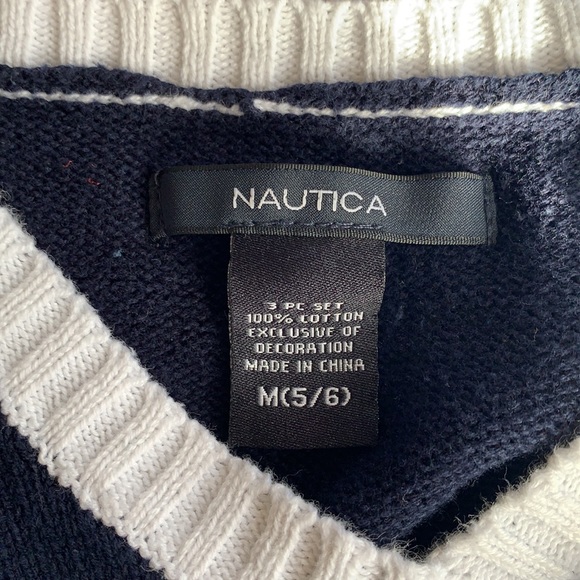 NAUTICA
3 PC SET
100% COTTON
EXCLUSIVE OF
DECORATION
MADE IN CHINA
M(5/6)